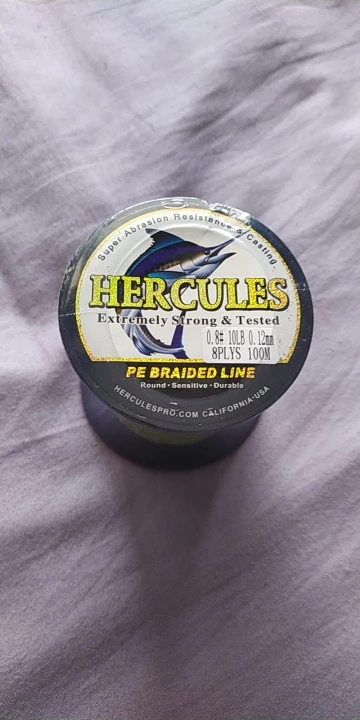 Super Abrasion Resistance & Casting
HERCULES
Extremely Strong & Tested
0.8# 10LB 0.12mm
8PLYS 100M
PE BRAIDED LINE
Round · Sensitive · Durable
HERCULESPRO.COM CALIFORNIA·USA